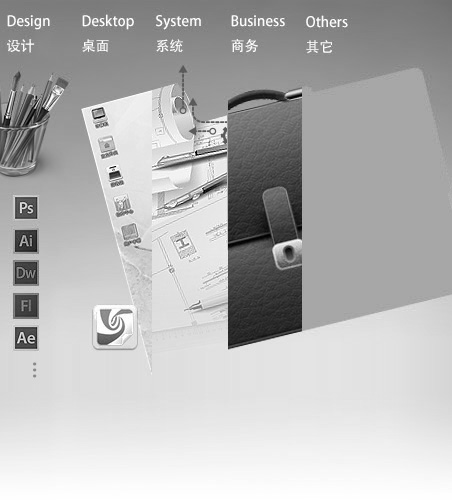 Design Desktop System Business Others
设计 桌面 系统 商务 其它
Ps
Ai
Dw
Fl
Ae